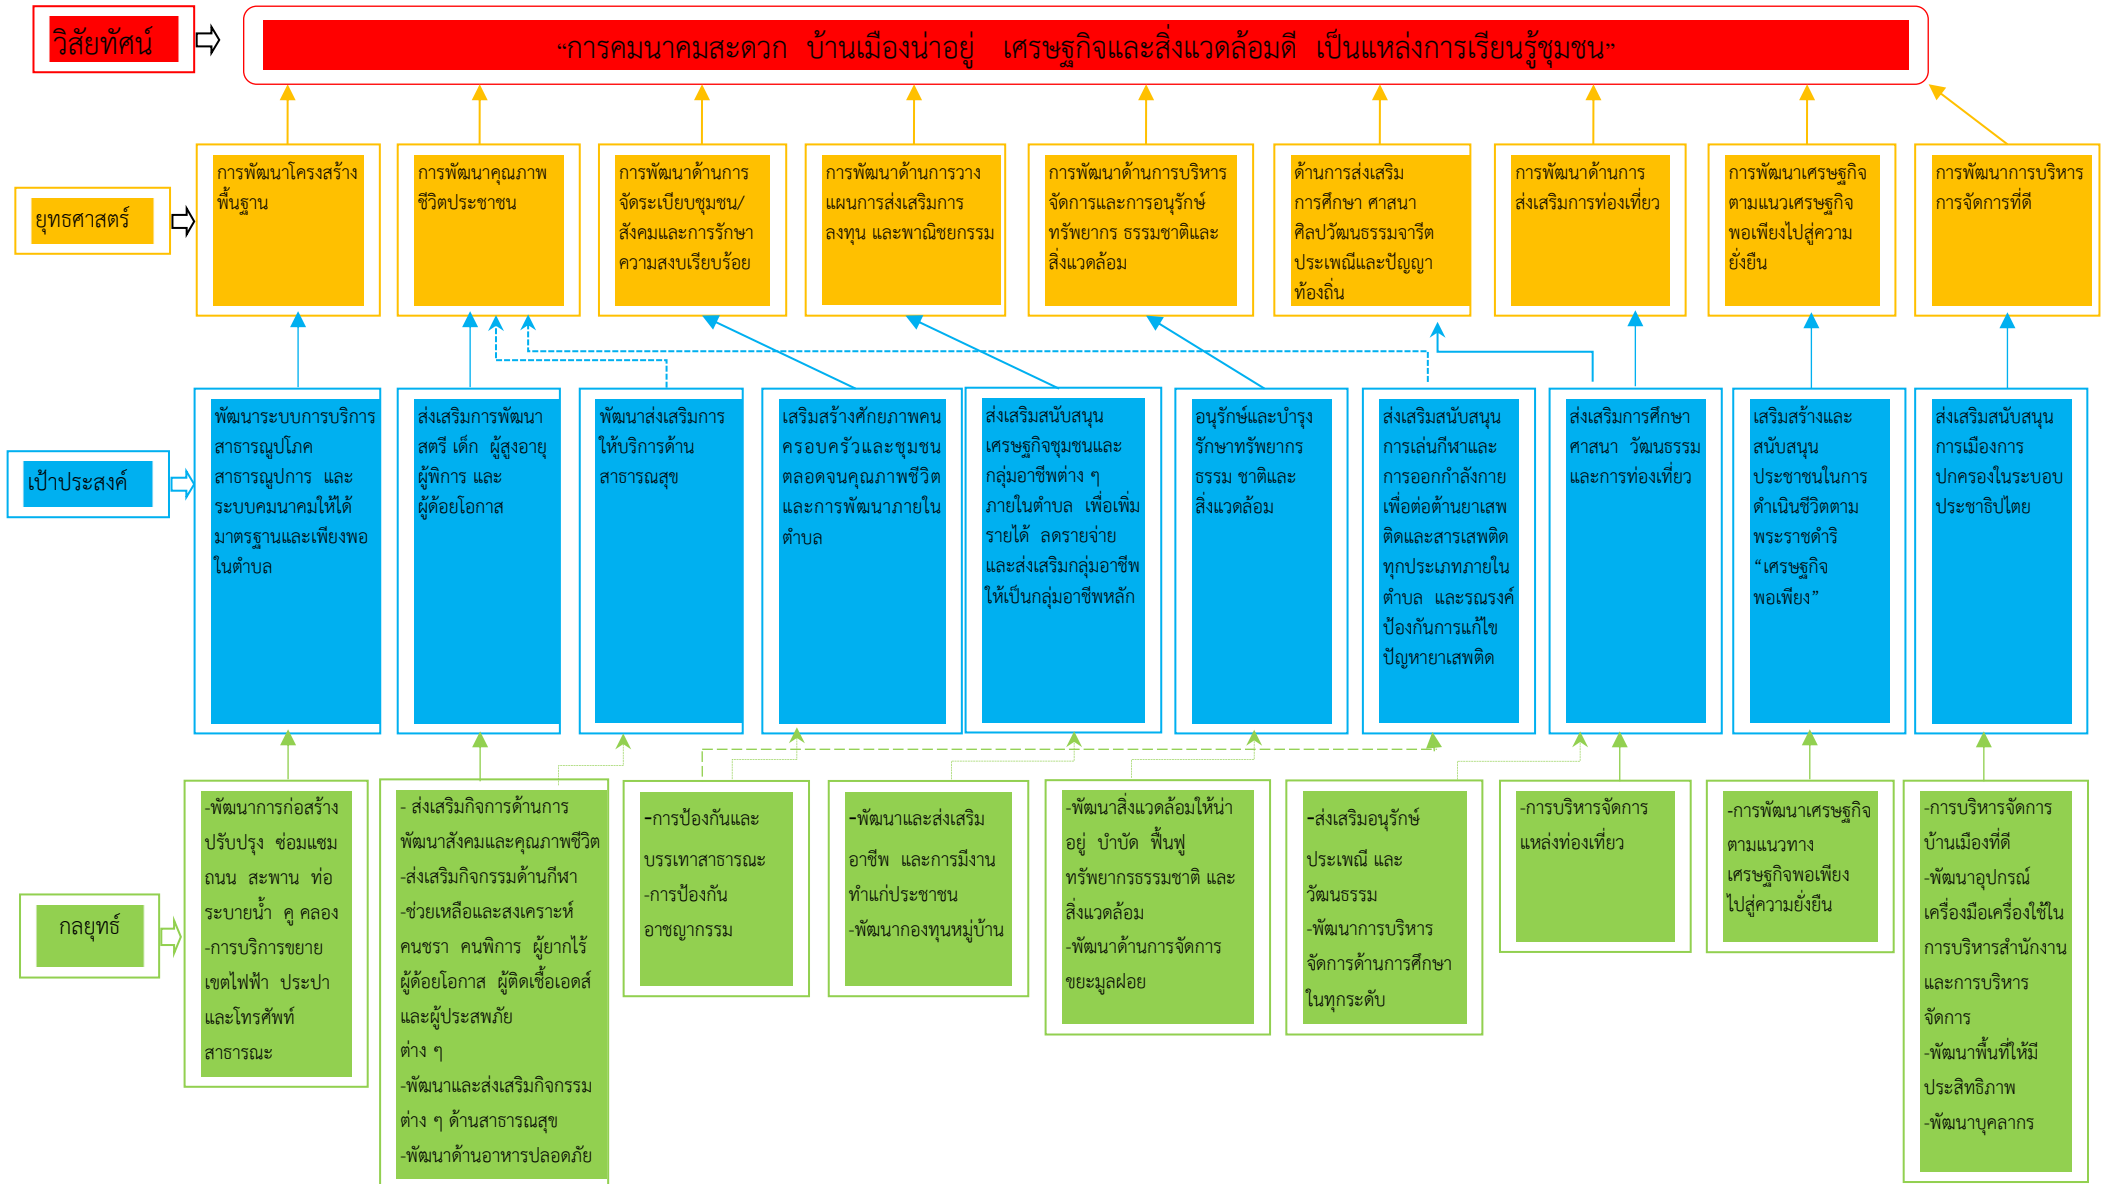 วิสัยทัศน์
“การคมนาคมสะดวก บ้านเมืองน่าอยู่ เศรษฐกิจและสิ่งแวดล้อมดี เป็นแหล่งการเรียนรู้ชุมชน”
ยุทธศาสตร์
การพัฒนาโครงสร้าง
พื้นฐาน
การพัฒนาคุณภาพ
ชีวิตประชาชน
การพัฒนาด้านการ
จัดระเบียบชุมชน/
สังคมและการรักษา
ความสงบเรียบร้อย
การพัฒนาด้านการวาง
แผนการส่งเสริมการ
ลงทุน และพาณิชยกรรม
การพัฒนาด้านการบริหาร
จัดการและการอนุรักษ์
ทรัพยากร ธรรมชาติและ
สิ่งแวดล้อม
ด้านการส่งเสริม
การศึกษา ศาสนา
ศิลปวัฒนธรรมจารีต
ประเพณีและปัญญา
ท้องถิ่น
การพัฒนาด้านการ
ส่งเสริมการท่องเที่ยว
การพัฒนาเศรษฐกิจ
ตามแนวเศรษฐกิจ
พอเพียงไปสู่ความ
ยั่งยืน
การพัฒนาการบริหาร
การจัดการที่ดี
เป้าประสงค์
พัฒนาระบบการบริการ
สาธารณูปโภค
สาธารณูปการ และ
ระบบคมนาคมให้ได้
มาตรฐานและเพียงพอ
ในตำบล
ส่งเสริมการพัฒนา
สตรี เด็ก ผู้สูงอายุ
ผู้พิการ และ
ผู้ด้อยโอกาส
พัฒนาส่งเสริมการ
ให้บริการด้าน
สาธารณสุข
เสริมสร้างศักยภาพคน
ครอบครัวและชุมชน
ตลอดจนคุณภาพชีวิต
และการพัฒนาภายใน
ตำบล
ส่งเสริมสนับสนุน
เศรษฐกิจชุมชนและ
กลุ่มอาชีพต่าง ๆ
ภายในตำบล เพื่อเพิ่ม
รายได้ ลดรายจ่าย
และส่งเสริมกลุ่มอาชีพ
ให้เป็นกลุ่มอาชีพหลัก
อนุรักษ์และบำรุง
รักษาทรัพยากร
ธรรม ชาติและ
สิ่งแวดล้อม
ส่งเสริมสนับสนุน
การเล่นกีฬาและ
การออกกำลังกาย
เพื่อต่อต้านยาเสพ
ติดและสารเสพติด
ทุกประเภทภายใน
ตำบล และรณรงค์
ป้องกันการแก้ไข
ปัญหายาเสพติด
ส่งเสริมการศึกษา
ศาสนา วัฒนธรรม
และการท่องเที่ยว
เสริมสร้างและ
สนับสนุน
ประชาชนในการ
ดำเนินชีวิตตาม
พระราชดำริ
“เศรษฐกิจ
พอเพียง”
ส่งเสริมสนับสนุน
การเมืองการ
ปกครองในระบอบ
ประชาธิปไตย
กลยุทธ์
-พัฒนาการก่อสร้าง
ปรับปรุง ซ่อมแซม
ถนน สะพาน ท่อ
ระบายน้ำ คู คลอง
-การบริการขยาย
เขตไฟฟ้า ประปา
และโทรศัพท์
สาธารณะ
- ส่งเสริมกิจการด้านการ
พัฒนาสังคมและคุณภาพชีวิต
-ส่งเสริมกิจกรรมด้านกีฬา
-ช่วยเหลือและสงเคราะห์
คนชรา คนพิการ ผู้ยากไร้
ผู้ด้อยโอกาส ผู้ติดเชื้อเอดส์
และผู้ประสพภัย
ต่าง ๆ
-พัฒนาและส่งเสริมกิจกรรม
ต่าง ๆ ด้านสาธารณสุข
-พัฒนาด้านอาหารปลอดภัย
-การป้องกันและ
บรรเทาสาธารณะ
-การป้องกัน
อาชญากรรม
-พัฒนาและส่งเสริม
อาชีพ และการมีงาน
ทำแก่ประชาชน
-พัฒนากองทุนหมู่บ้าน
-พัฒนาสิ่งแวดล้อมให้น่า
อยู่ บำบัด ฟื้นฟู
ทรัพยากรธรรมชาติ และ
สิ่งแวดล้อม
-พัฒนาด้านการจัดการ
ขยะมูลฝอย
-ส่งเสริมอนุรักษ์
ประเพณี และ
วัฒนธรรม
-พัฒนาการบริหาร
จัดการด้านการศึกษา
ในทุกระดับ
-การบริหารจัดการ
แหล่งท่องเที่ยว
-การพัฒนาเศรษฐกิจ
ตามแนวทาง
เศรษฐกิจพอเพียง
ไปสู่ความยั่งยืน
-การบริหารจัดการ
บ้านเมืองที่ดี
-พัฒนาอุปกรณ์
เครื่องมือเครื่องใช้ใน
การบริหารสำนักงาน
และการบริหาร
จัดการ
-พัฒนาพื้นที่ให้มี
ประสิทธิภาพ
-พัฒนาบุคลากร